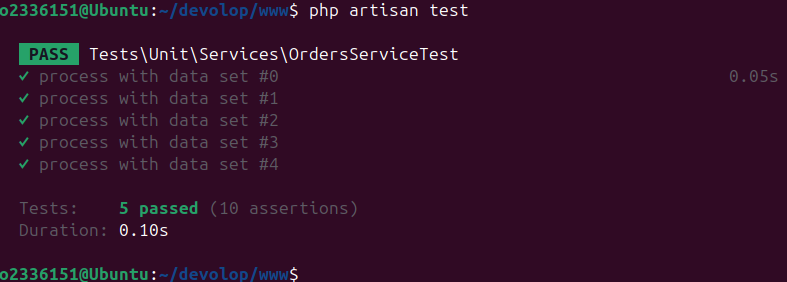 o2336151@Ubuntu:~/devolop/www$ php artisan test
PASS Tests\Unit\Services\OrdersServiceTest
✓ process with data set #0 0.05s
✓ process with data set #1
✓ process with data set #2
✓ process with data set #3
✓ process with data set #4
Tests: 5 passed (10 assertions)
Duration: 0.10s
o2336151@Ubuntu:~/devolop/www$